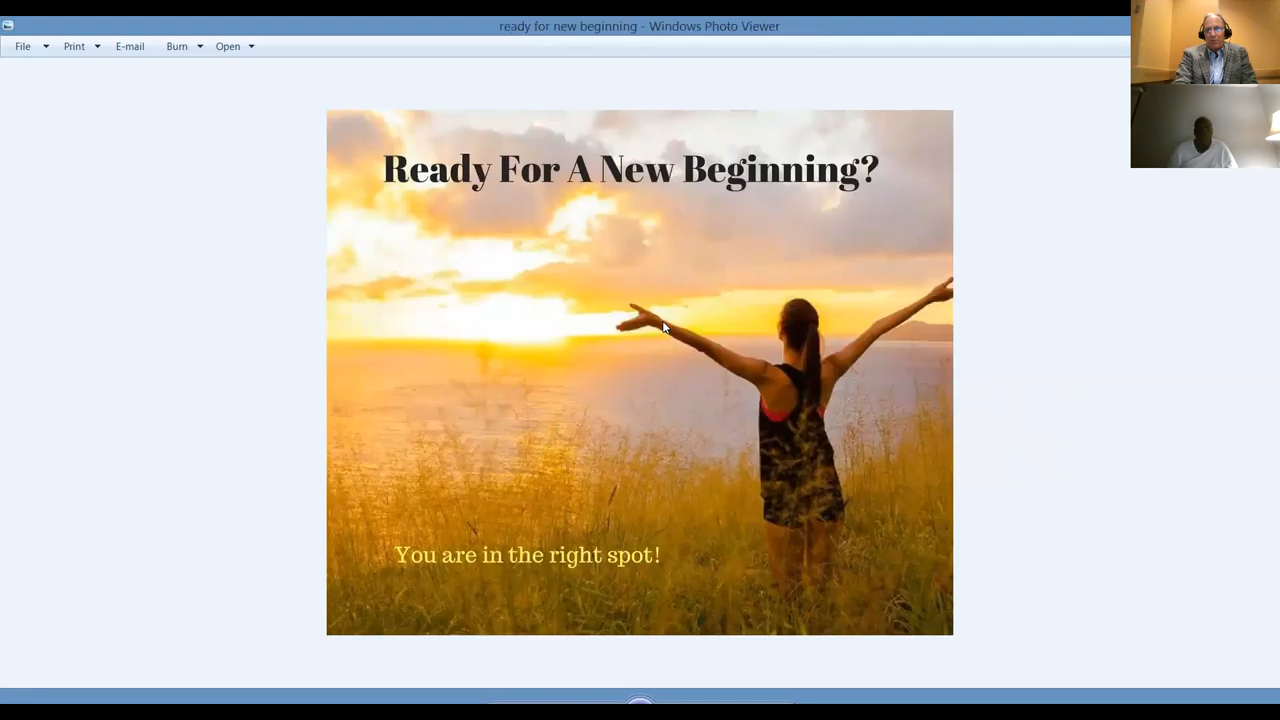 ready for new beginning - Windows Photo Viewer
File Print E-mail Burn Open
Ready For A New Beginning?
You are in the right spot!